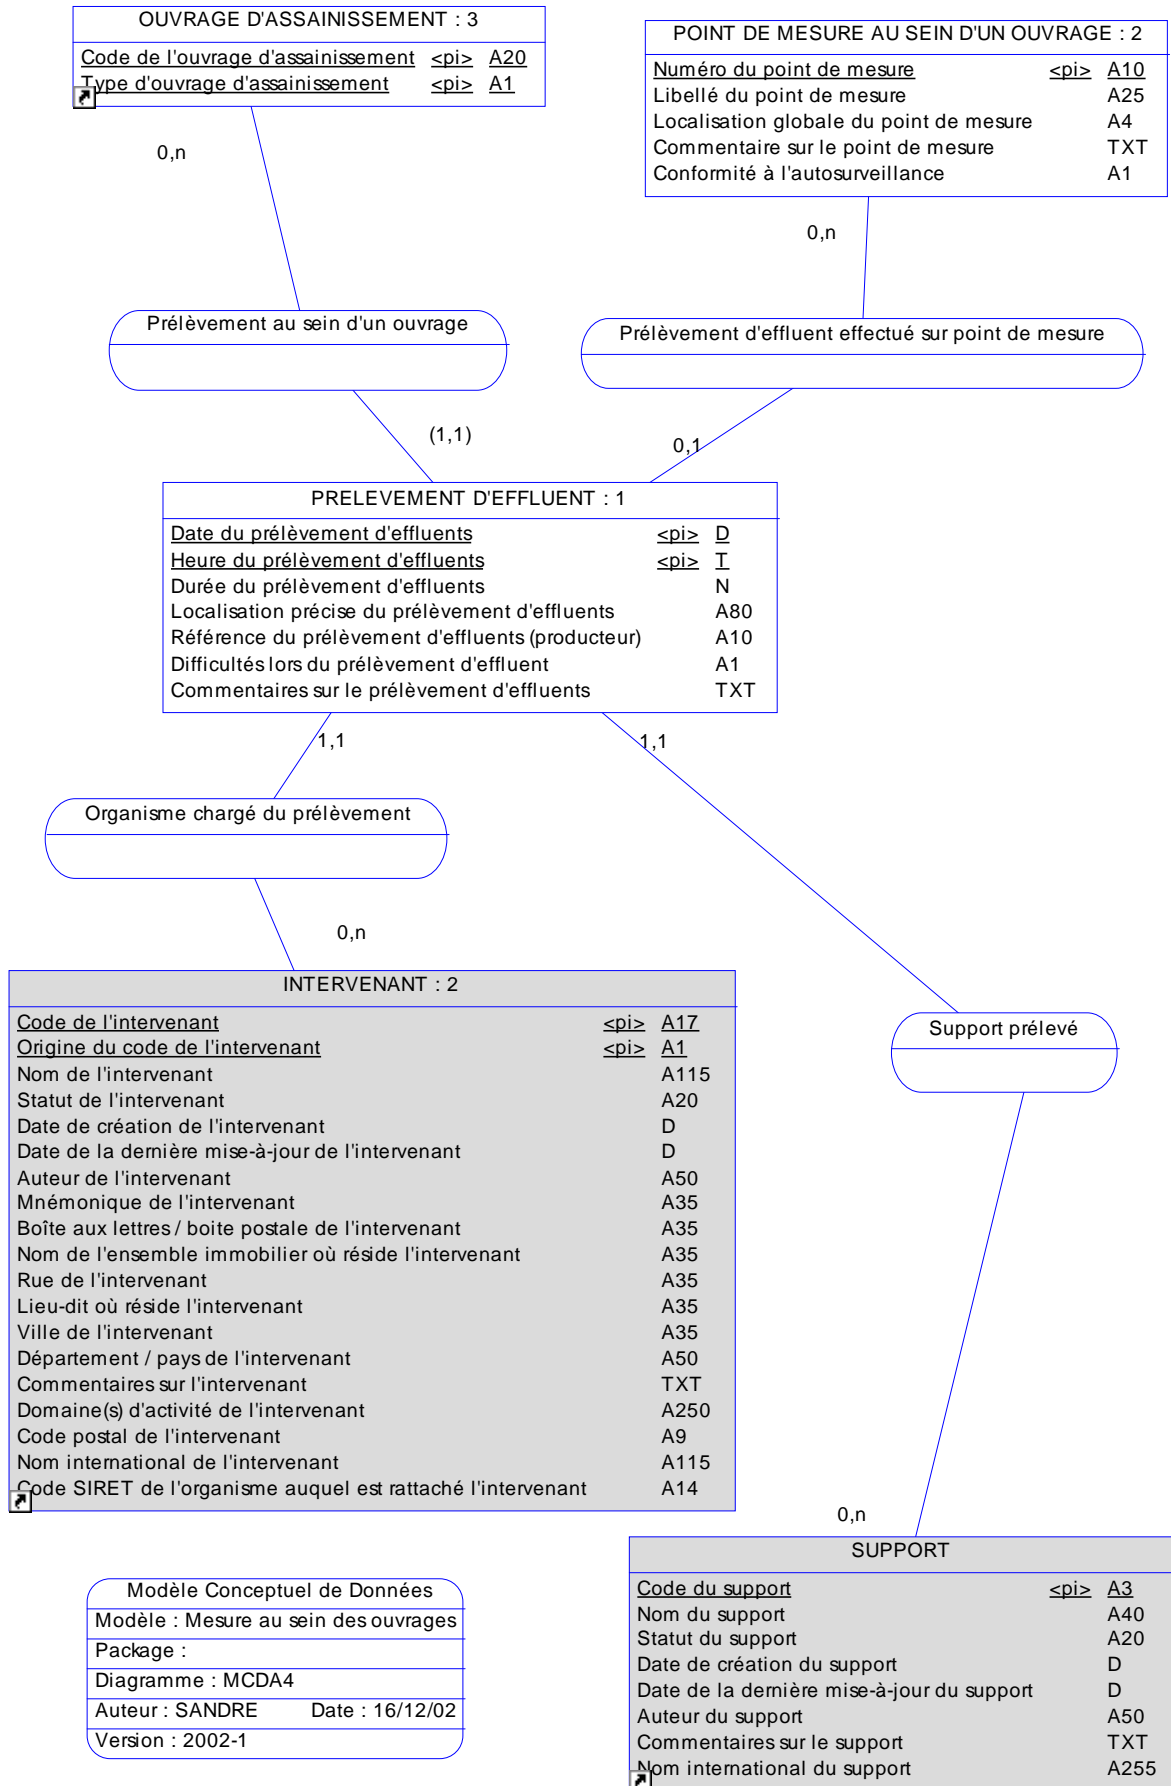 OUVRAGE D'ASSAINISSEMENT : 3
Code de l'ouvrage d'assainissement <pi> A20
Type d'ouvrage d'assainissement <pi> A1
POINT DE MESURE AU SEIN D'UN OUVRAGE : 2
Numéro du point de mesure <pi> A10
Libellé du point de mesure A25
Localisation globale du point de mesure A4
Commentaire sur le point de mesure TXT
Conformité à l'autosurveillance A1
0,n
0,n
Prélèvement au sein d'un ouvrage
Prélèvement d'effluent effectué sur point de mesure
(1,1)
0,1
PRELEVEMENT D'EFFLUENT : 1
Date du prélèvement d'effluents <pi> D
Heure du prélèvement d'effluents <pi> T
Durée du prélèvement d'effluents N
Localisation précise du prélèvement d'effluents A80
Référence du prélèvement d'effluents (producteur) A10
Difficultés lors du prélèvement d'effluent A1
Commentaires sur le prélèvement d'effluents TXT
1,1
1,1
Organisme chargé du prélèvement
0,n
INTERVENANT : 2
Code de l'intervenant <pi> A17
Origine du code de l'intervenant <pi> A1
Nom de l'intervenant A115
Statut de l'intervenant A20
Date de création de l'intervenant D
Date de la dernière mise-à-jour de l'intervenant D
Auteur de l'intervenant A50
Mnémonique de l'intervenant A35
Boîte aux lettres / boite postale de l'intervenant A35
Nom de l'ensemble immobilier où réside l'intervenant A35
Rue de l'intervenant A35
Lieu-dit où réside l'intervenant A35
Ville de l'intervenant A35
Département / pays de l'intervenant A50
Commentaires sur l'intervenant TXT
Domaine(s) d'activité de l'intervenant A250
Code postal de l'intervenant A9
Nom international de l'intervenant A115
Code SIRET de l'organisme auquel est rattaché l'intervenant A14
Support prélevé
0,n
SUPPORT
Code du support <pi> A3
Nom du support A40
Statut du support A20
Date de création du support D
Date de la dernière mise-à-jour du support D
Auteur du support A50
Commentaires sur le support TXT
Nom international du support A255
Modèle Conceptuel de Données
Modèle : Mesure au sein des ouvrages
Package :
Diagramme : MCDA4
Auteur : SANDRE Date : 16/12/02
Version : 2002-1